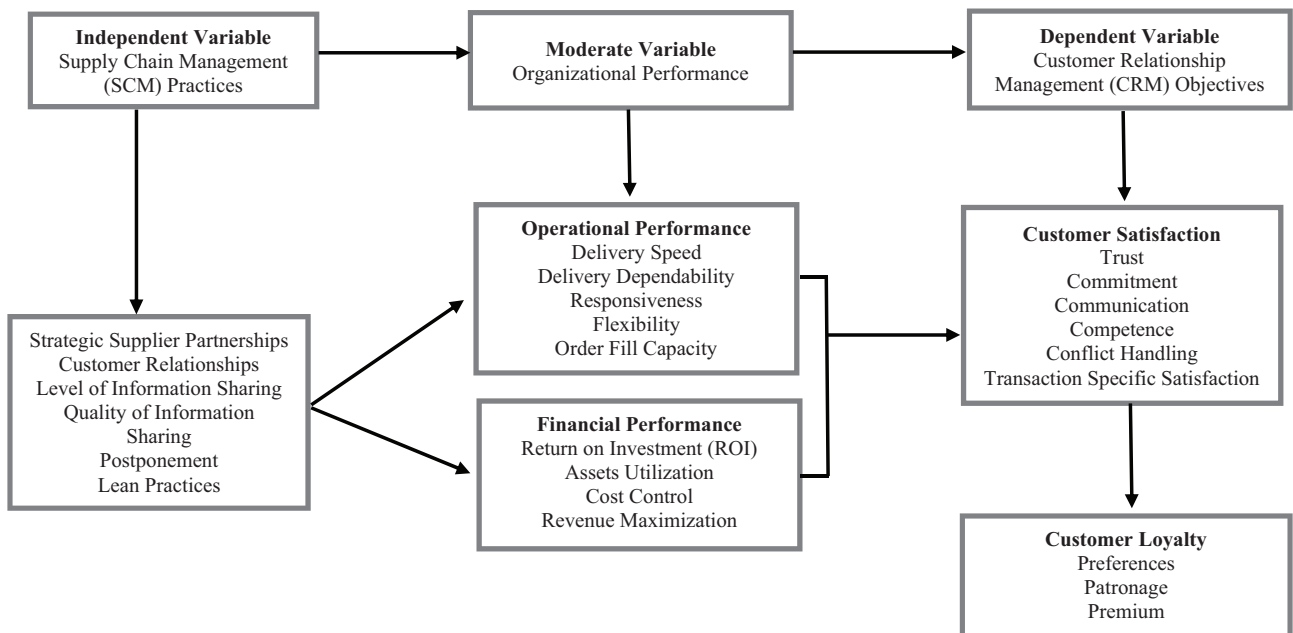 Independent Variable
Supply Chain Management
(SCM) Practices
Moderate Variable
Organizational Performance
Dependent Variable
Customer Relationship
Management (CRM) Objectives
Strategic Supplier Partnerships
Customer Relationships
Level of Information Sharing
Quality of Information
Sharing
Postponement
Lean Practices
Operational Performance
Delivery Speed
Delivery Dependability
Responsiveness
Flexibility
Order Fill Capacity
Financial Performance
Return on Investment (ROI)
Assets Utilization
Cost Control
Revenue Maximization
Customer Satisfaction
Trust
Commitment
Communication
Competence
Conflict Handling
Transaction Specific Satisfaction
Customer Loyalty
Preferences
Patronage
Premium